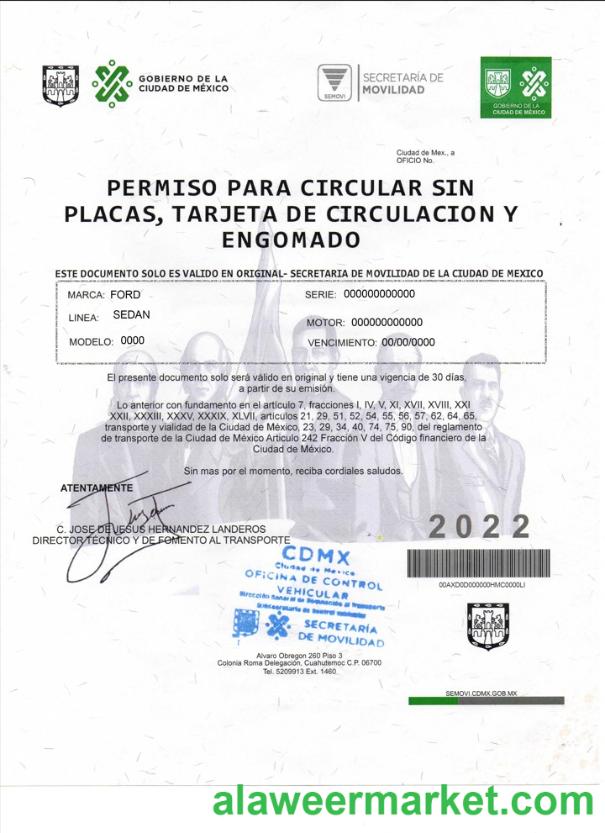 GOBIERNO DE LA
CIUDAD DE MÉXICO
SEMOVI
SECRETARÍA DE
MOVILIDAD
GOBIERNO DE LA
CIUDAD DE MÉXICO
Ciudad de Mex., a
OFICIO No.
PERMISO PARA CIRCULAR SIN
PLACAS, TARJETA DE CIRCULACION Y
ENGOMADO
ESTE DOCUMENTO SOLO ES VALIDO EN ORIGINAL- SECRETARIA DE MOVILIDAD DE LA CIUDAD DE MEXICO
MARCA: FORD
SERIE: 000000000000
LINEA: SEDAN
MOTOR: 000000000000
MODELO: 0000
VENCIMIENTO: 00/00/0000
El presente documento solo será válido en original y tiene una vigencia de 30 días,
a partir de su emisión.
Lo anterior con fundamento en el artículo 7, fracciones I, IV, V, XI, XVII, XVIII, XXI
XXII, XXXIII, XXXV, XXXIX, XLVII, artículos 21, 29, 51, 52, 54, 55, 56, 57, 62, 64, 65,
transporte y vialidad de la Ciudad de México, 23, 29, 34, 40, 74, 75, 90, del reglamento
de transporte de la Ciudad de México Articulo 242 Fracción V del Código financiero de la
Ciudad de México.
Sin mas por el momento, reciba cordiales saludos.
ATENTAMENTE
C. JOSE DE JESUS HERNANDEZ LANDEROS
DIRECTOR TÉCNICO Y DE FOMENTO AL TRANSPORTE
2022
CDMX
Ciudad de México
OFICINA DE CONTROL
VEHICULAR
Dirección General de Regulación al Transporte
Subsecretaría de Control Vehicular
SECRETARÍA
DE MOVILIDAD
00AXD0D000000HMC0000LI
Alvaro Obregon 260 Piso 3
Colonia Roma Delegación, Cuahutemoc C.P. 06700
Tel. 5209913 Ext. 1460
SEMOVI.CDMX.GOB.MX
alaweermarket.com